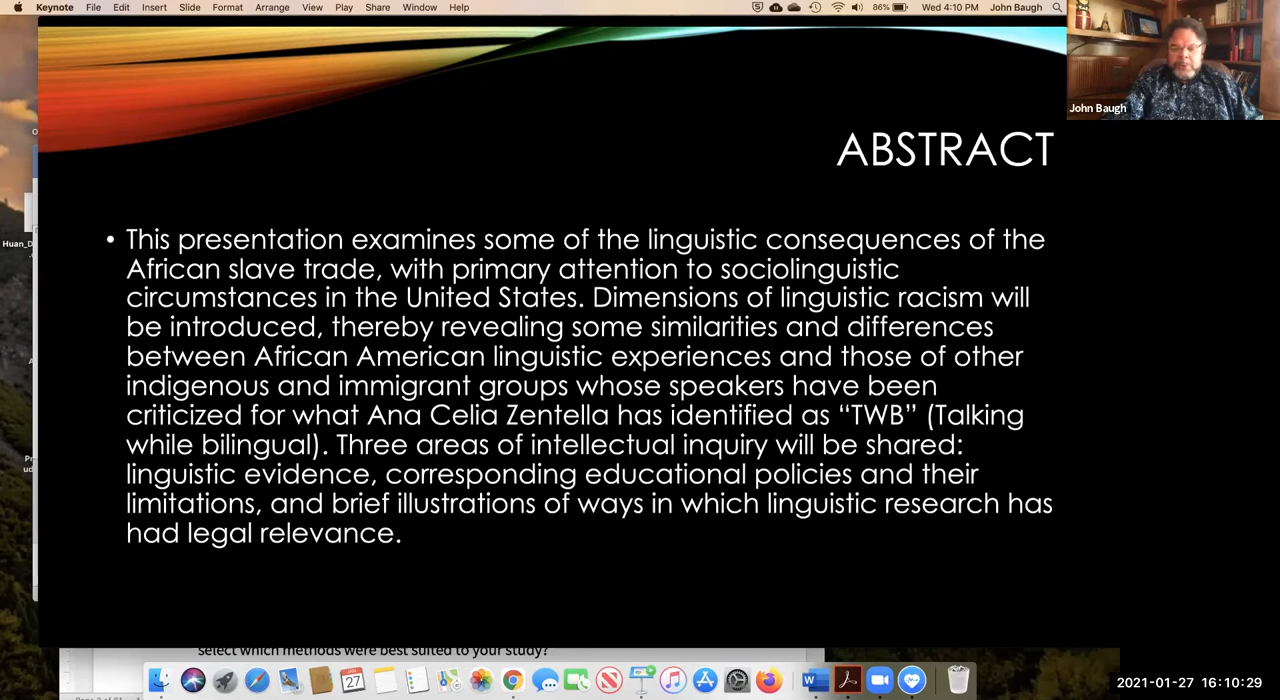 Keynote File Edit Insert Slide Format Arrange View Play Share Window Help 86% Wed 4:10 PM John Baugh
John Baugh
ABSTRACT
• This presentation examines some of the linguistic consequences of the
African slave trade, with primary attention to sociolinguistic
circumstances in the United States. Dimensions of linguistic racism will
be introduced, thereby revealing some similarities and differences
between African American linguistic experiences and those of other
indigenous and immigrant groups whose speakers have been
criticized for what Ana Celia Zentella has identified as “TWB” (Talking
while bilingual). Three areas of intellectual inquiry will be shared:
linguistic evidence, corresponding educational policies and their
limitations, and brief illustrations of ways in which linguistic research has
had legal relevance.
Huan_D
select which methods were best suited to your study?
JAN
27
2021-01-27 16:10:29